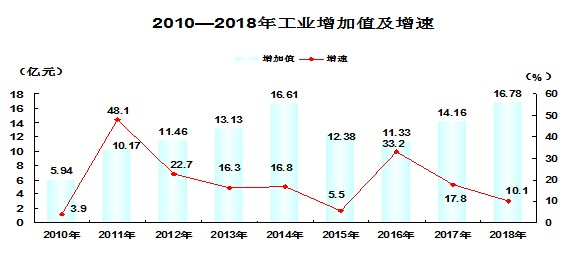 2010—2018年工业增加值及增速
增加值 增速
（亿元） （%）
18 16 14 12 10 8 6 4 2 0
5.94 10.17 11.46 13.13 16.61 12.38 11.33 14.16 16.78
3.9 48.1 22.7 16.3 16.8 5.5 33.2 17.8 10.1
60 50 40 30 20 10 0
2010年 2011年 2012年 2013年 2014年 2015年 2016年 2017年 2018年